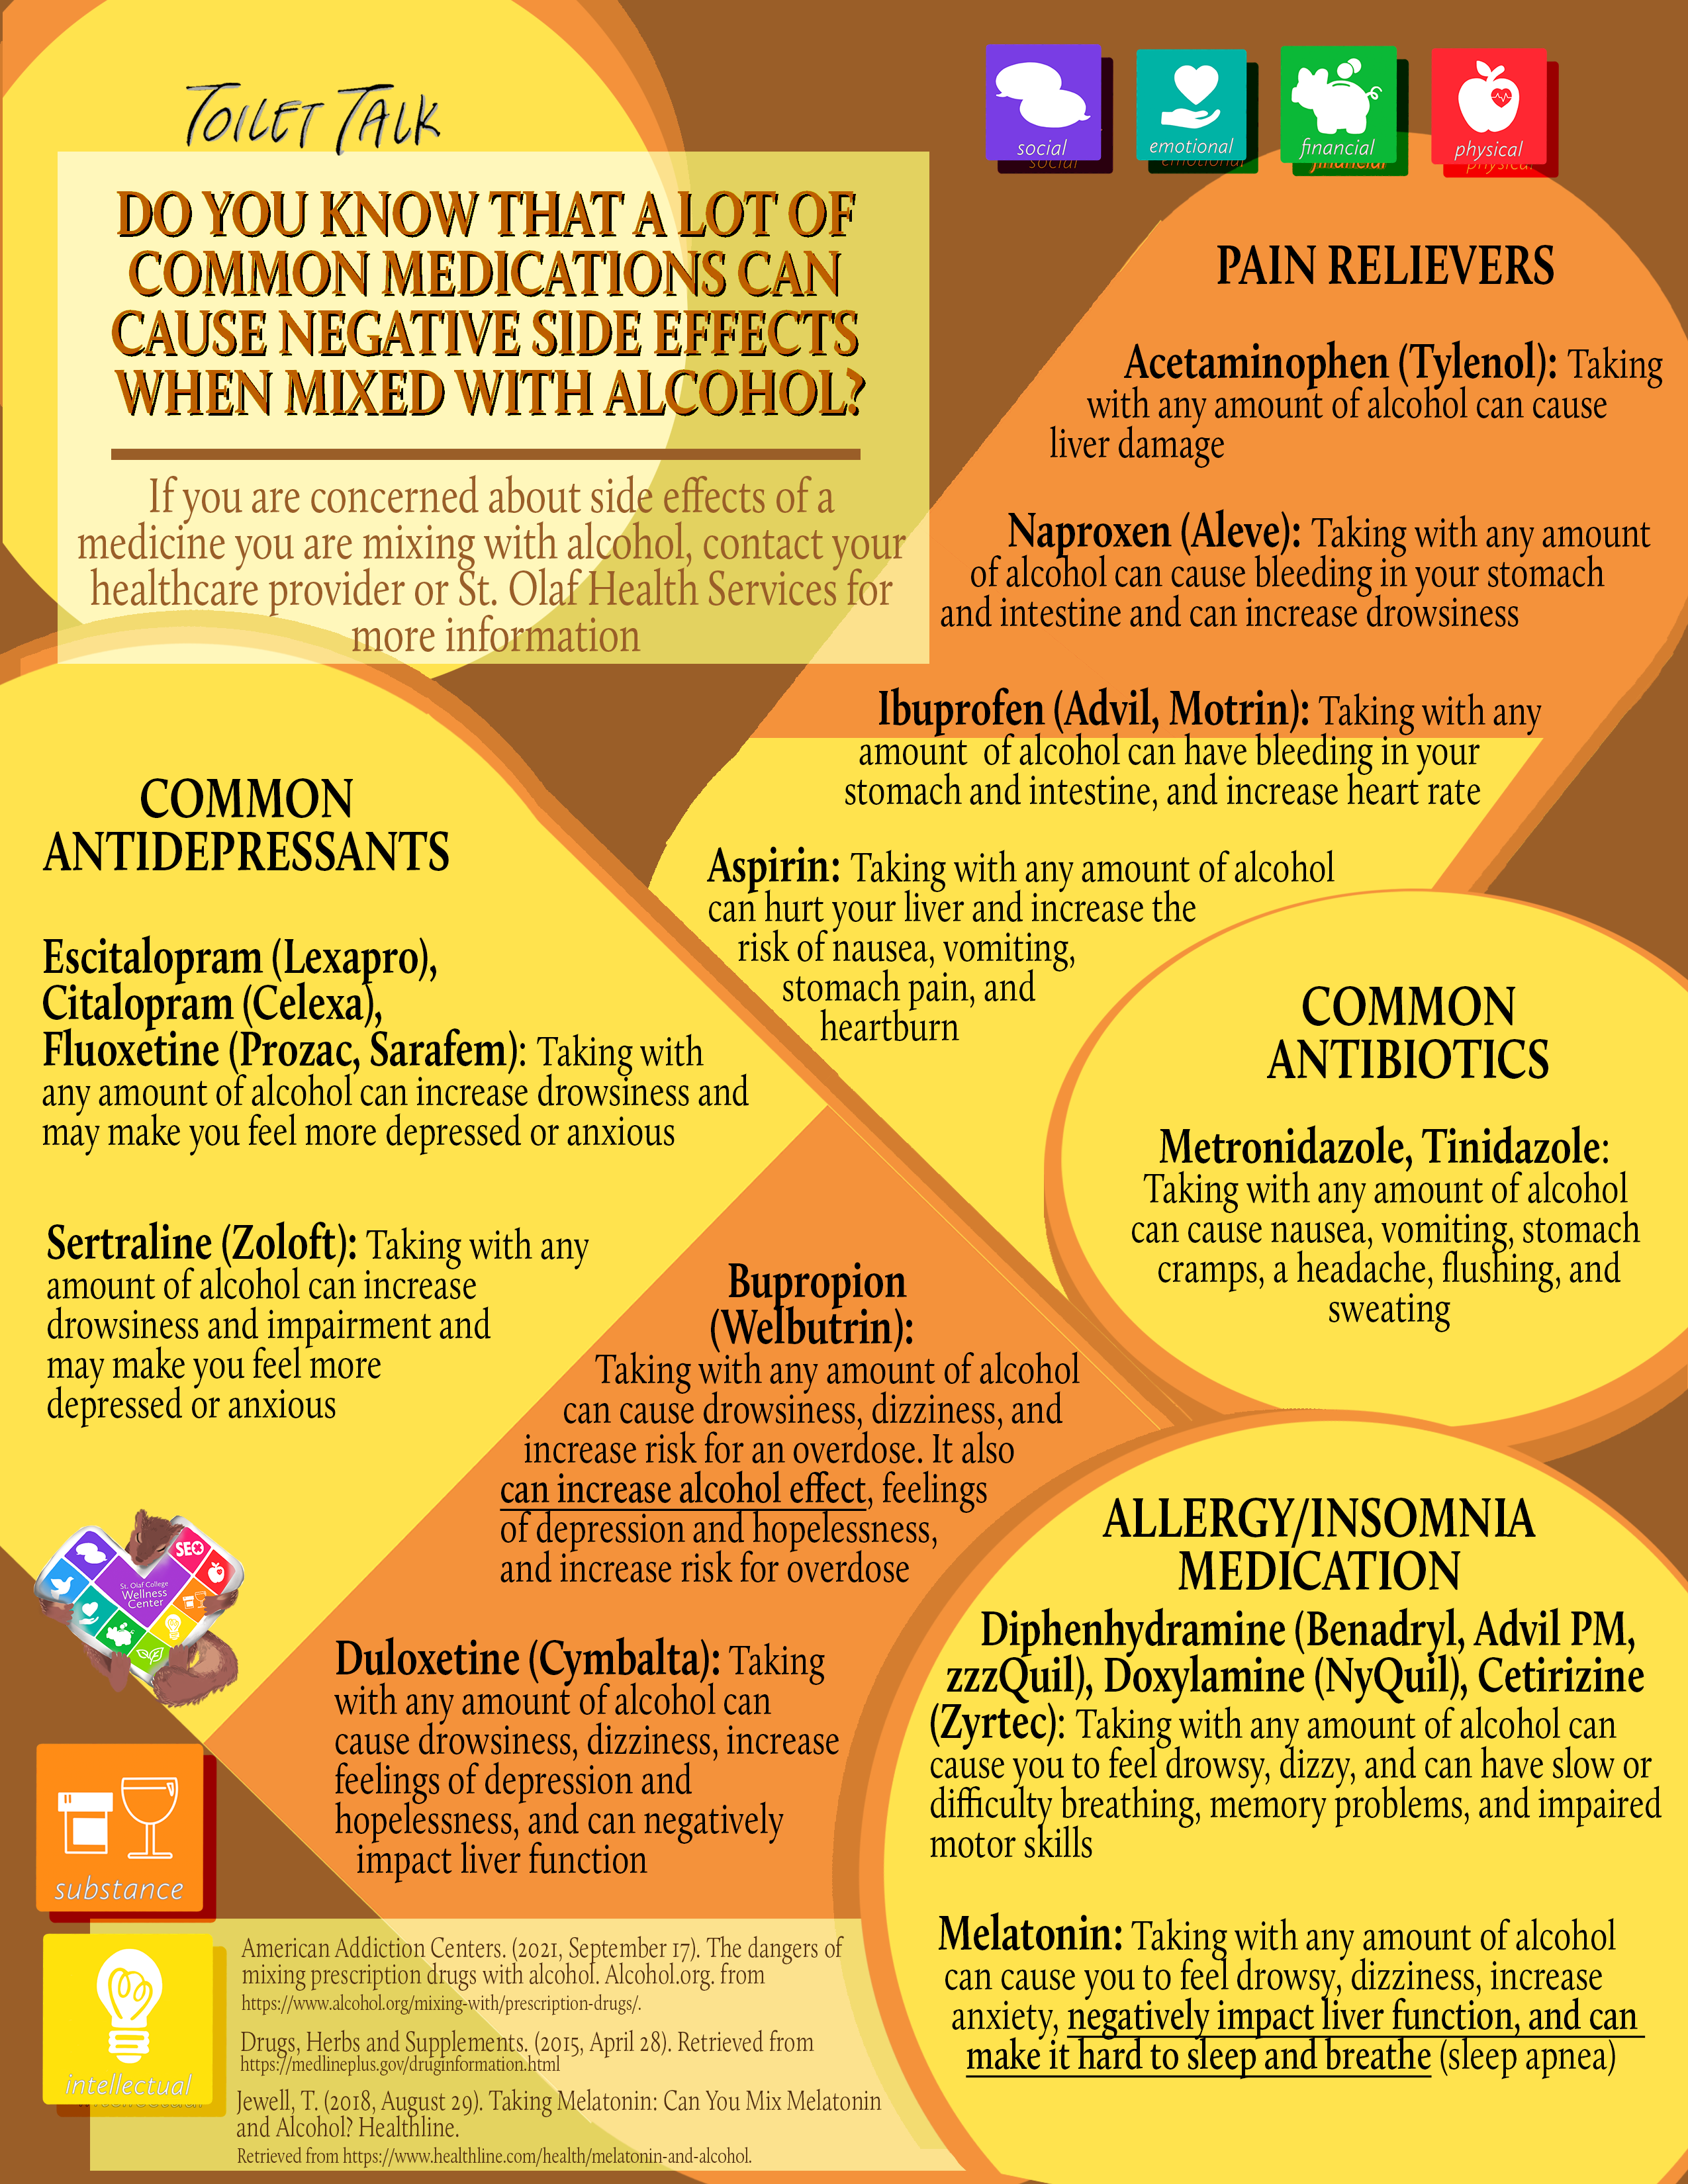 TOILET TALK
social
emotional
financial
physical
DO YOU KNOW THAT A LOT OF
COMMON MEDICATIONS CAN
CAUSE NEGATIVE SIDE EFFECTS
WHEN MIXED WITH ALCOHOL?
If you are concerned about side effects of a
medicine you are mixing with alcohol, contact your
healthcare provider or St. Olaf Health Services for
more information
PAIN RELIEVERS
Acetaminophen (Tylenol): Taking
with any amount of alcohol can cause
liver damage
Naproxen (Aleve): Taking with any amount
of alcohol can cause bleeding in your stomach
and intestine and can increase drowsiness
Ibuprofen (Advil, Motrin): Taking with any
amount of alcohol can have bleeding in your
stomach and intestine, and increase heart rate
Aspirin: Taking with any amount of alcohol
can hurt your liver and increase the
risk of nausea, vomiting,
stomach pain, and
heartburn
COMMON
ANTIDEPRESSANTS
Escitalopram (Lexapro),
Citalopram (Celexa),
Fluoxetine (Prozac, Sarafem): Taking with
any amount of alcohol can increase drowsiness and
may make you feel more depressed or anxious
Sertraline (Zoloft): Taking with any
amount of alcohol can increase
drowsiness and impairment and
may make you feel more
depressed or anxious
Bupropion
(Welbutrin):
Taking with any amount of alcohol
can cause drowsiness, dizziness, and
increase risk for an overdose. It also
can increase alcohol effect, feelings
of depression and hopelessness,
and increase risk for overdose
Duloxetine (Cymbalta): Taking
with any amount of alcohol can
cause drowsiness, dizziness, increase
feelings of depression and
hopelessness, and can negatively
impact liver function
COMMON
ANTIBIOTICS
Metronidazole, Tinidazole:
Taking with any amount of alcohol
can cause nausea, vomiting, stomach
cramps, a headache, flushing, and
sweating
ALLERGY/INSOMNIA
MEDICATION
Diphenhydramine (Benadryl, Advil PM,
zzzQuil), Doxylamine (NyQuil), Cetirizine
(Zyrtec): Taking with any amount of alcohol can
cause you to feel drowsy, dizzy, and can have slow or
difficulty breathing, memory problems, and impaired
motor skills
Melatonin: Taking with any amount of alcohol
can cause you to feel drowsy, dizziness, increase
anxiety, negatively impact liver function, and can
make it hard to sleep and breathe (sleep apnea)
SEO
St. Olaf College
Wellness
Center
substance
intellectual
American Addiction Centers. (2021, September 17). The dangers of
mixing prescription drugs with alcohol. Alcohol.org. from
https://www.alcohol.org/mixing-with/prescription-drugs/.
Drugs, Herbs and Supplements. (2015, April 28). Retrieved from
https://medlineplus.gov/druginformation.html
Jewell, T. (2018, August 29). Taking Melatonin: Can You Mix Melatonin
and Alcohol? Healthline.
Retrieved from https://www.healthline.com/health/melatonin-and-alcohol.